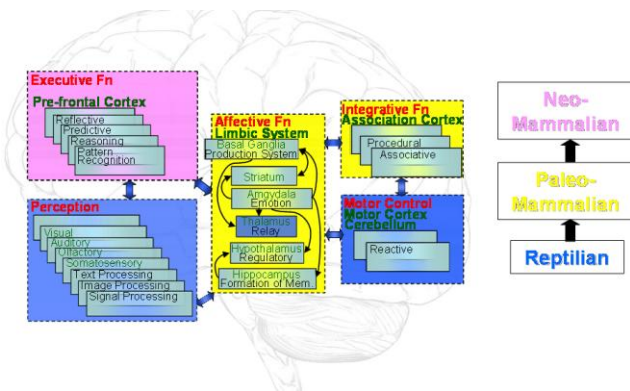 Executive Fn
Pre-frontal Cortex
Reflective
Predictive
Reasoning
Pattern
Recognition
Perception
Visual
Auditory
Olfactory
Somatosensory
Text Processing
Image Processing
Signal Processing
Affective Fn
Limbic System
Basal Ganglia
Production System
Striatum
Amygdala
Emotion
Thalamus
Relay
Hypothalamus
Regulatory
Hippocampus
Formation of Mem.
Integrative Fn
Association Cortex
Procedural
Associative
Motor Control
Motor Cortex
Cerebellum
Reactive
Neo-
Mammalian
Paleo-
Mammalian
Reptilian